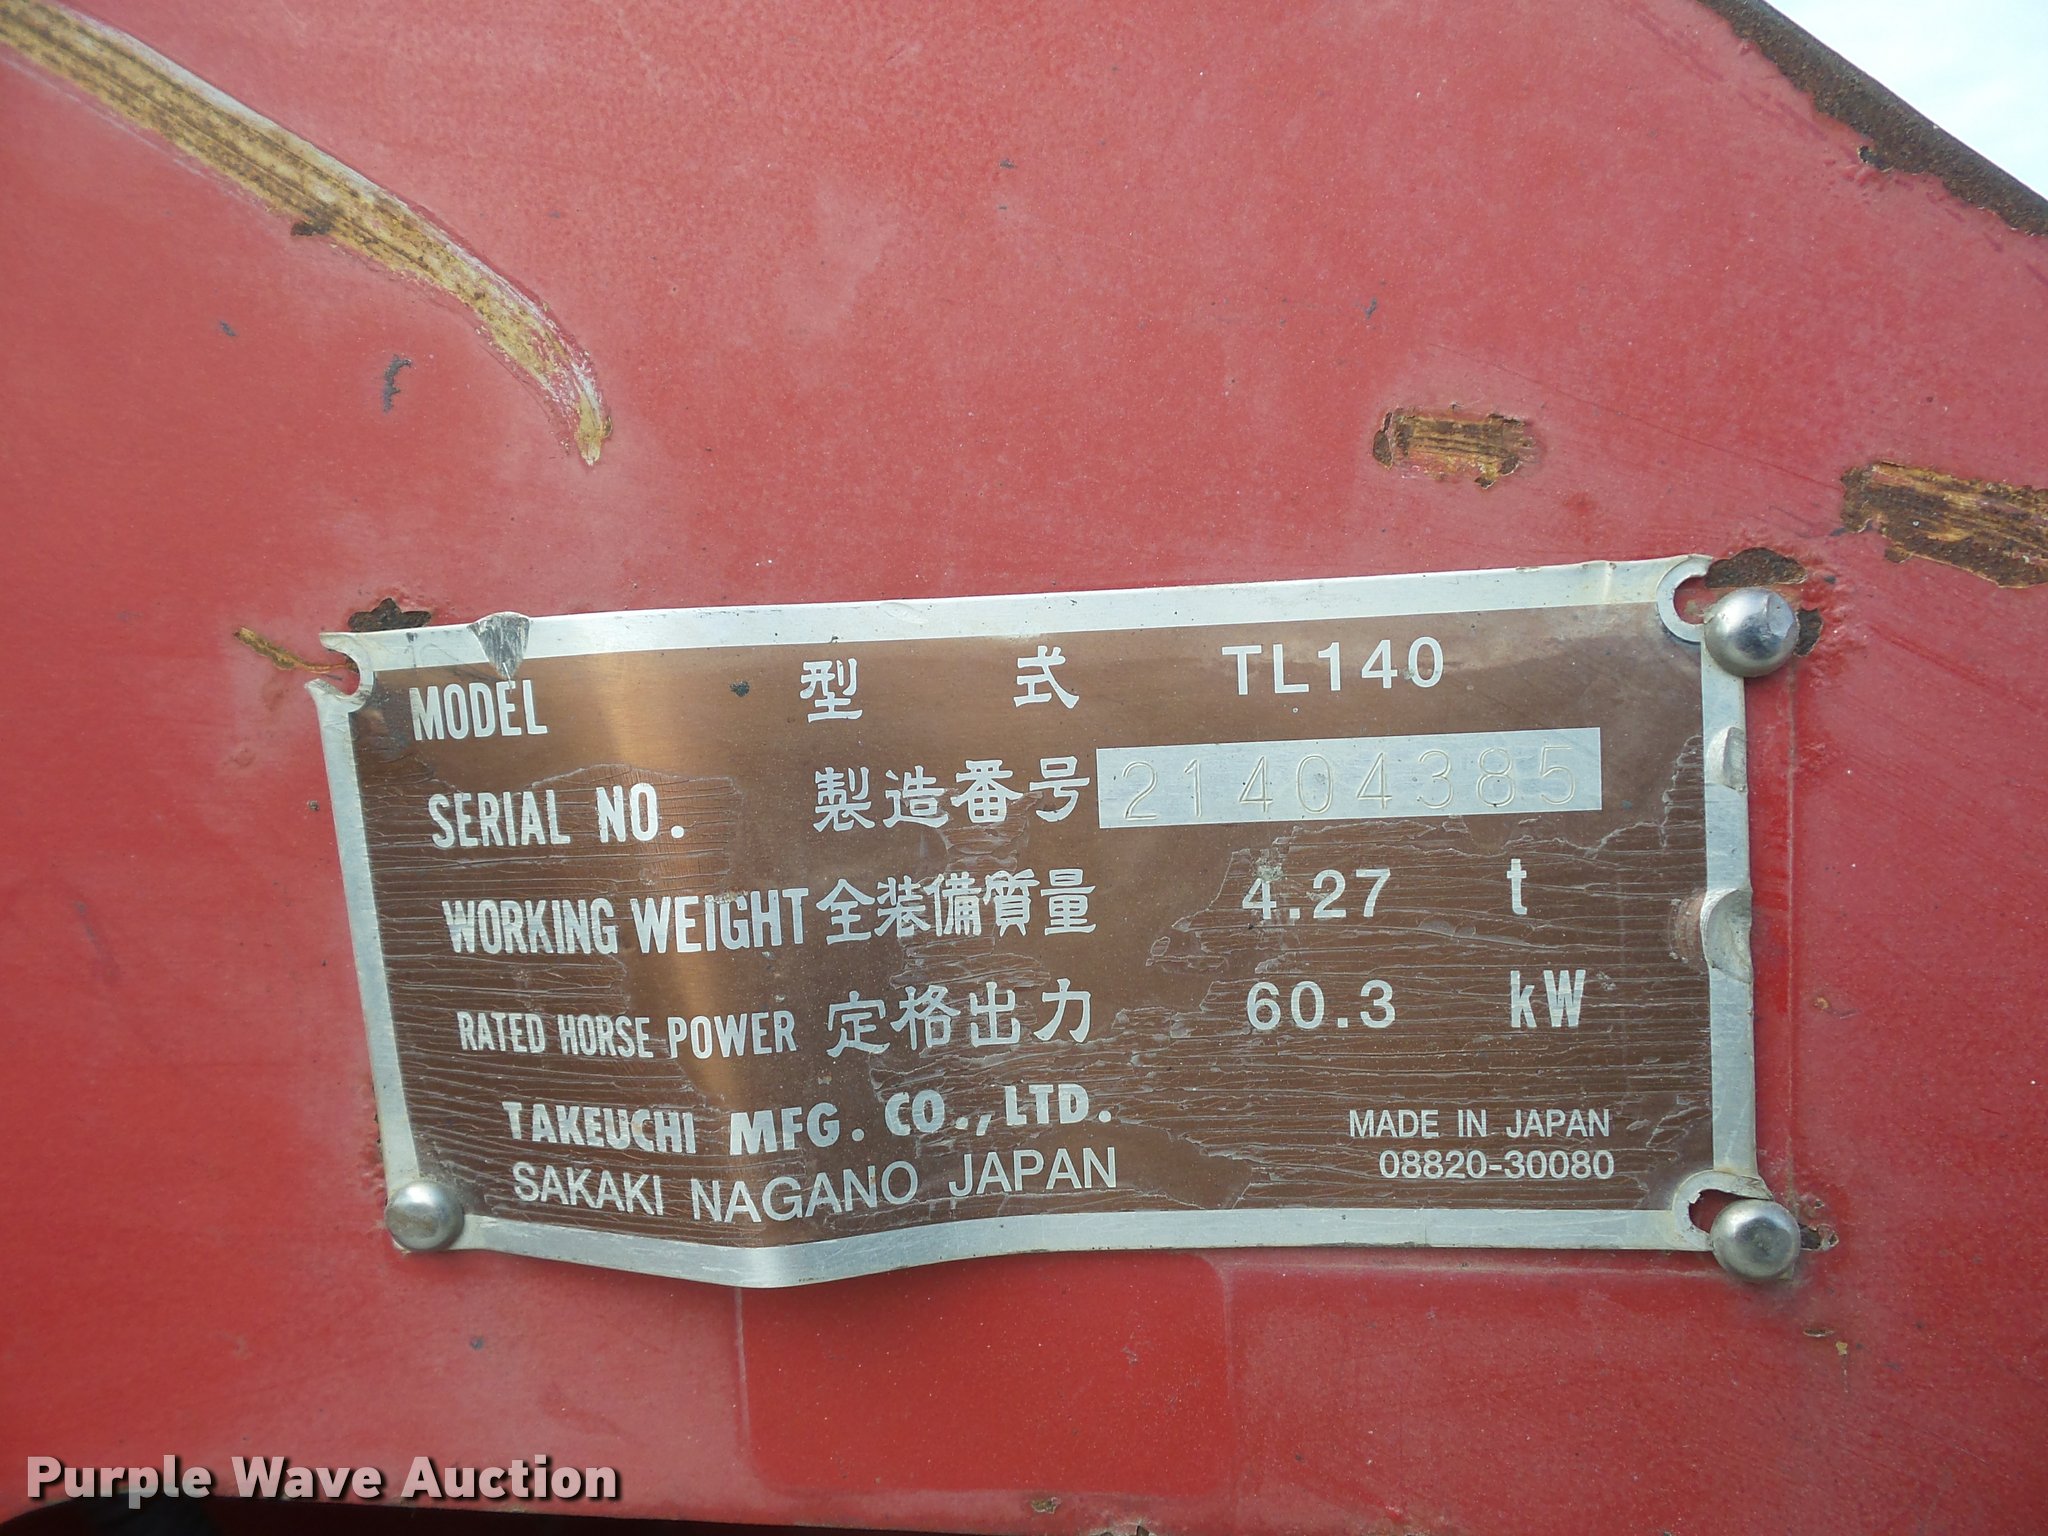 MODEL 型 式 TL140
SERIAL NO. 製造番号 21404385
WORKING WEIGHT 全装備質量 4.27 t
RATED HORSE POWER 定格出力 60.3 kW
TAKEUCHI MFG. CO., LTD.
SAKAKI NAGANO JAPAN
MADE IN JAPAN
08820-30080
Purple Wave Auction